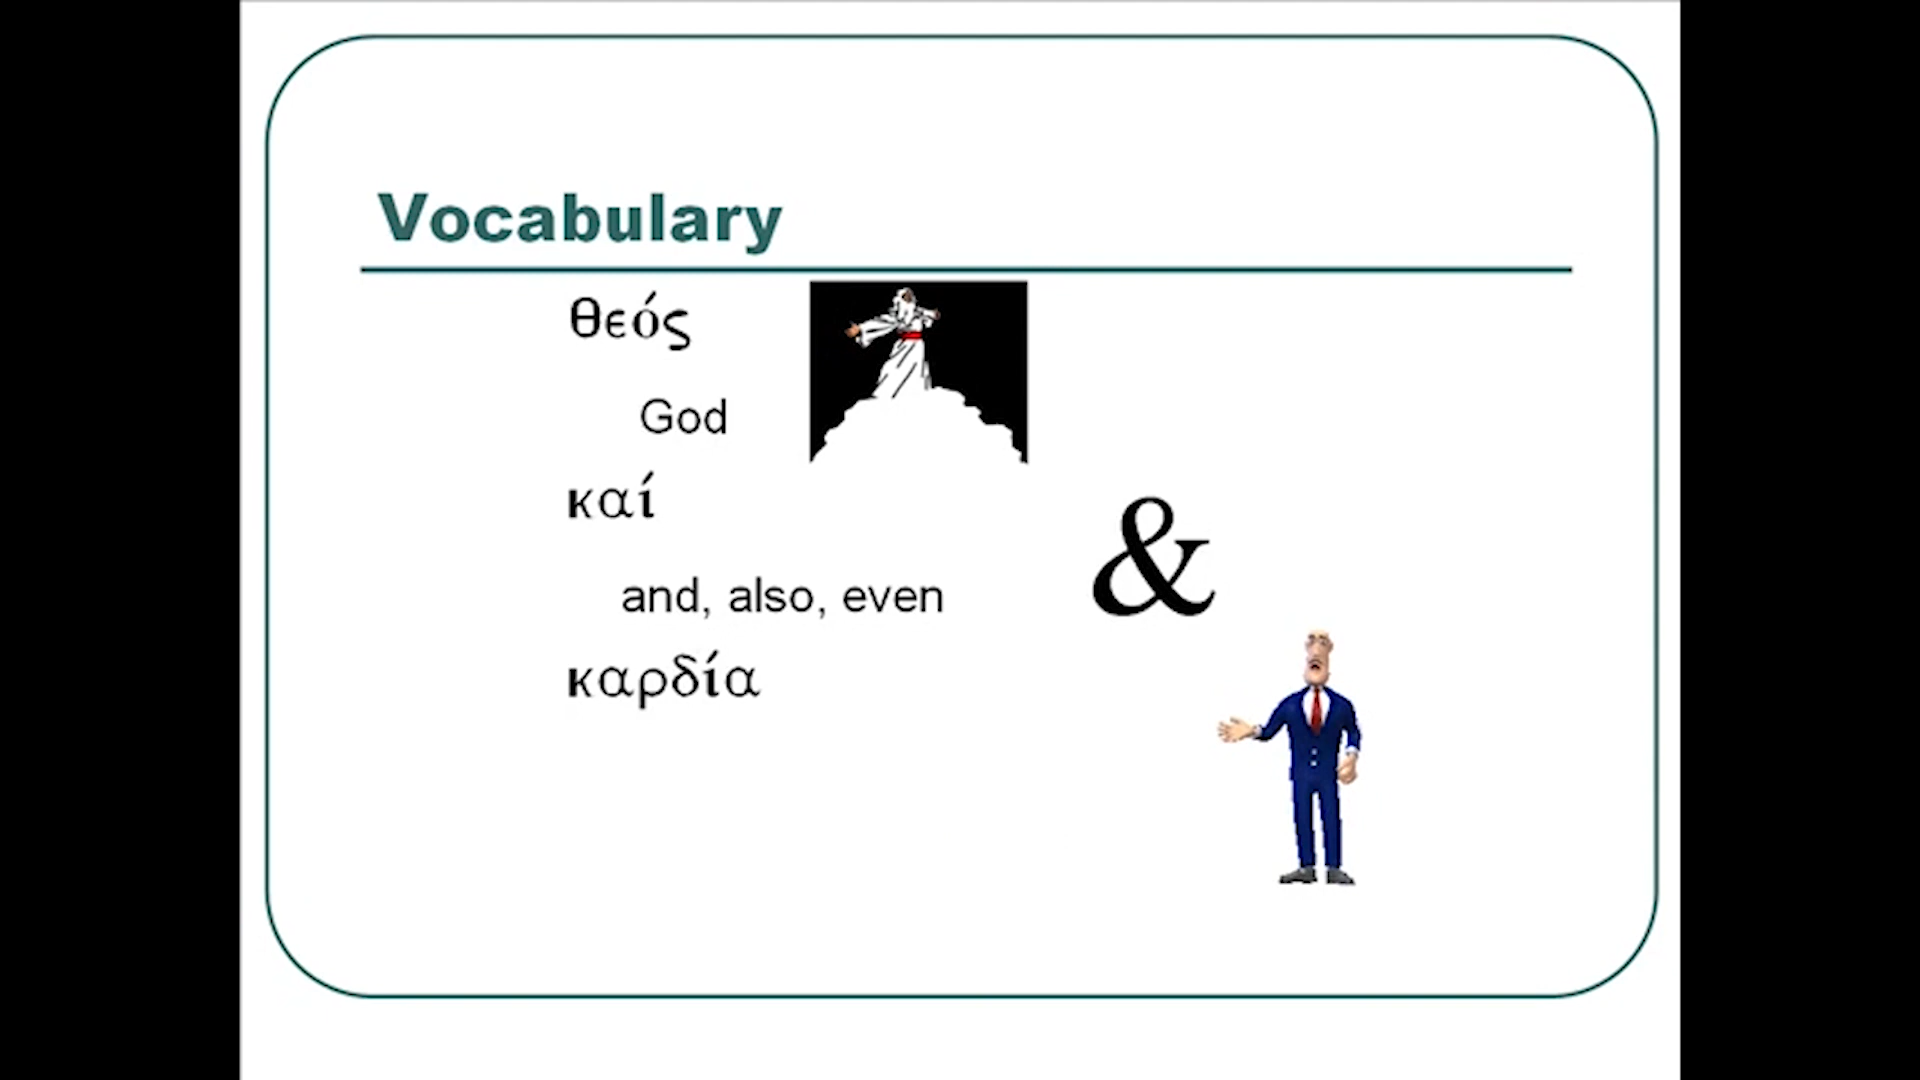 Vocabulary
θεός
God
καί
&
and, also, even
καρδία